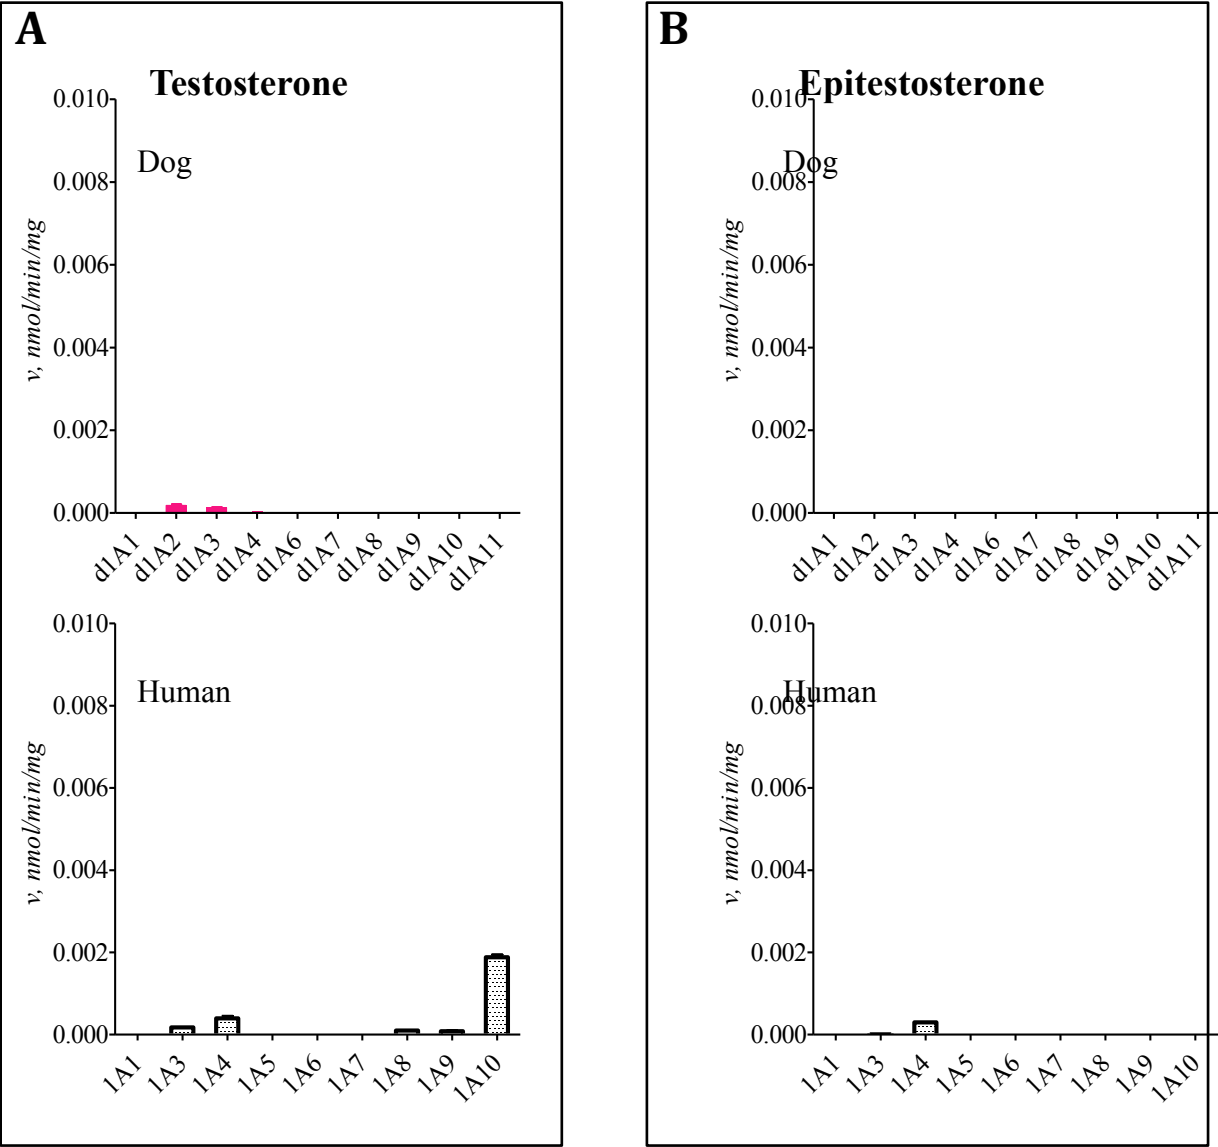 A
Testosterone
Dog
v, nmol/min/mg
0.010
0.008
0.006
0.004
0.002
0.000
d1A1 d1A2 d1A3 d1A4 d1A6 d1A7 d1A8 d1A9 d1A10 d1A11
Human
v, nmol/min/mg
0.010
0.008
0.006
0.004
0.002
0.000
1A1 1A3 1A4 1A5 1A6 1A7 1A8 1A9 1A10
B
Epitestosterone
Dog
v, nmol/min/mg
0.010
0.008
0.006
0.004
0.002
0.000
d1A1 d1A2 d1A3 d1A4 d1A6 d1A7 d1A8 d1A9 d1A10 d1A11
Human
v, nmol/min/mg
0.010
0.008
0.006
0.004
0.002
0.000
1A1 1A3 1A4 1A5 1A6 1A7 1A8 1A9 1A10